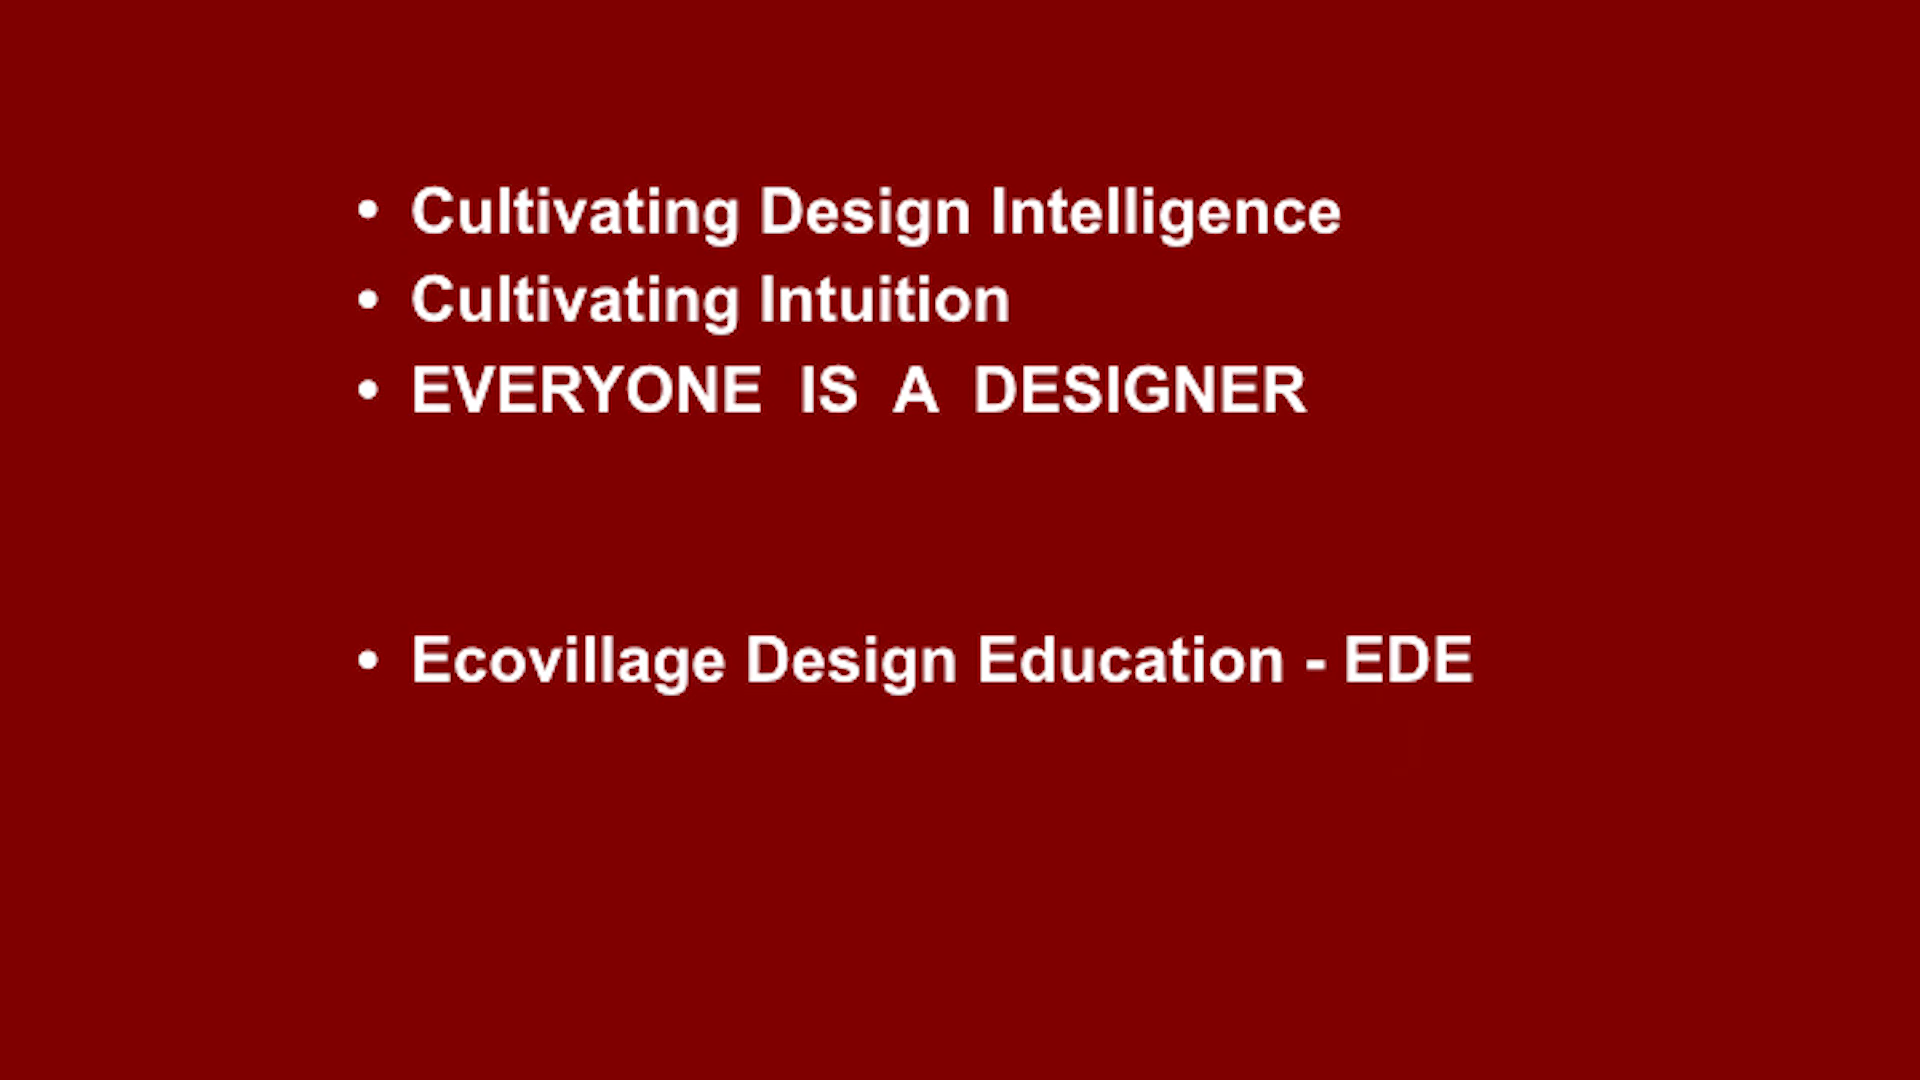 • Cultivating Design Intelligence
• Cultivating Intuition
• EVERYONE IS A DESIGNER
• Ecovillage Design Education - EDE